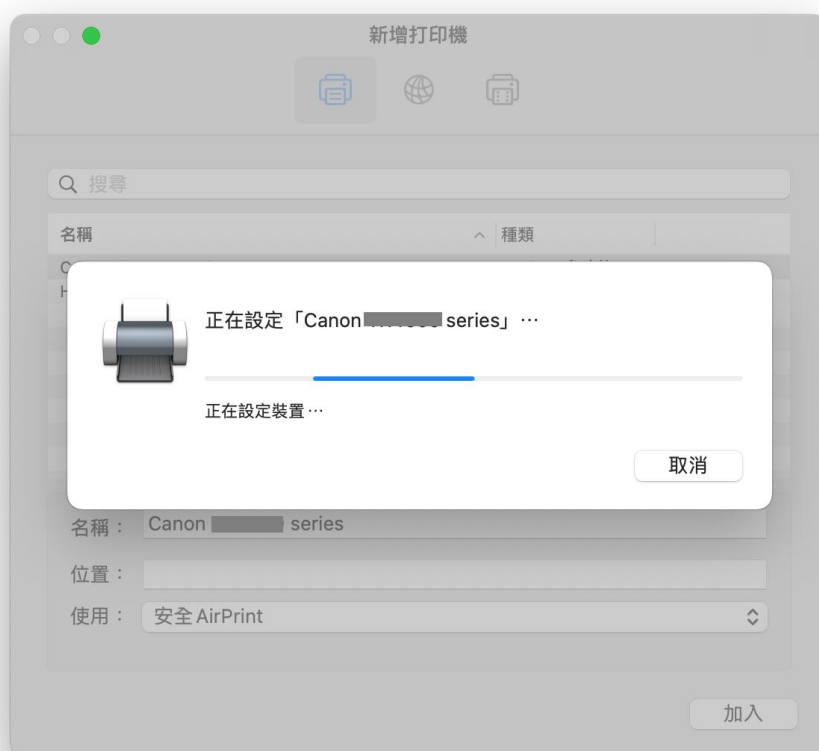 新增打印機
搜尋
名稱
種類
正在設定「Canon series」…
正在設定裝置…
取消
名稱：
Canon series
位置：
使用：
安全 AirPrint
加入